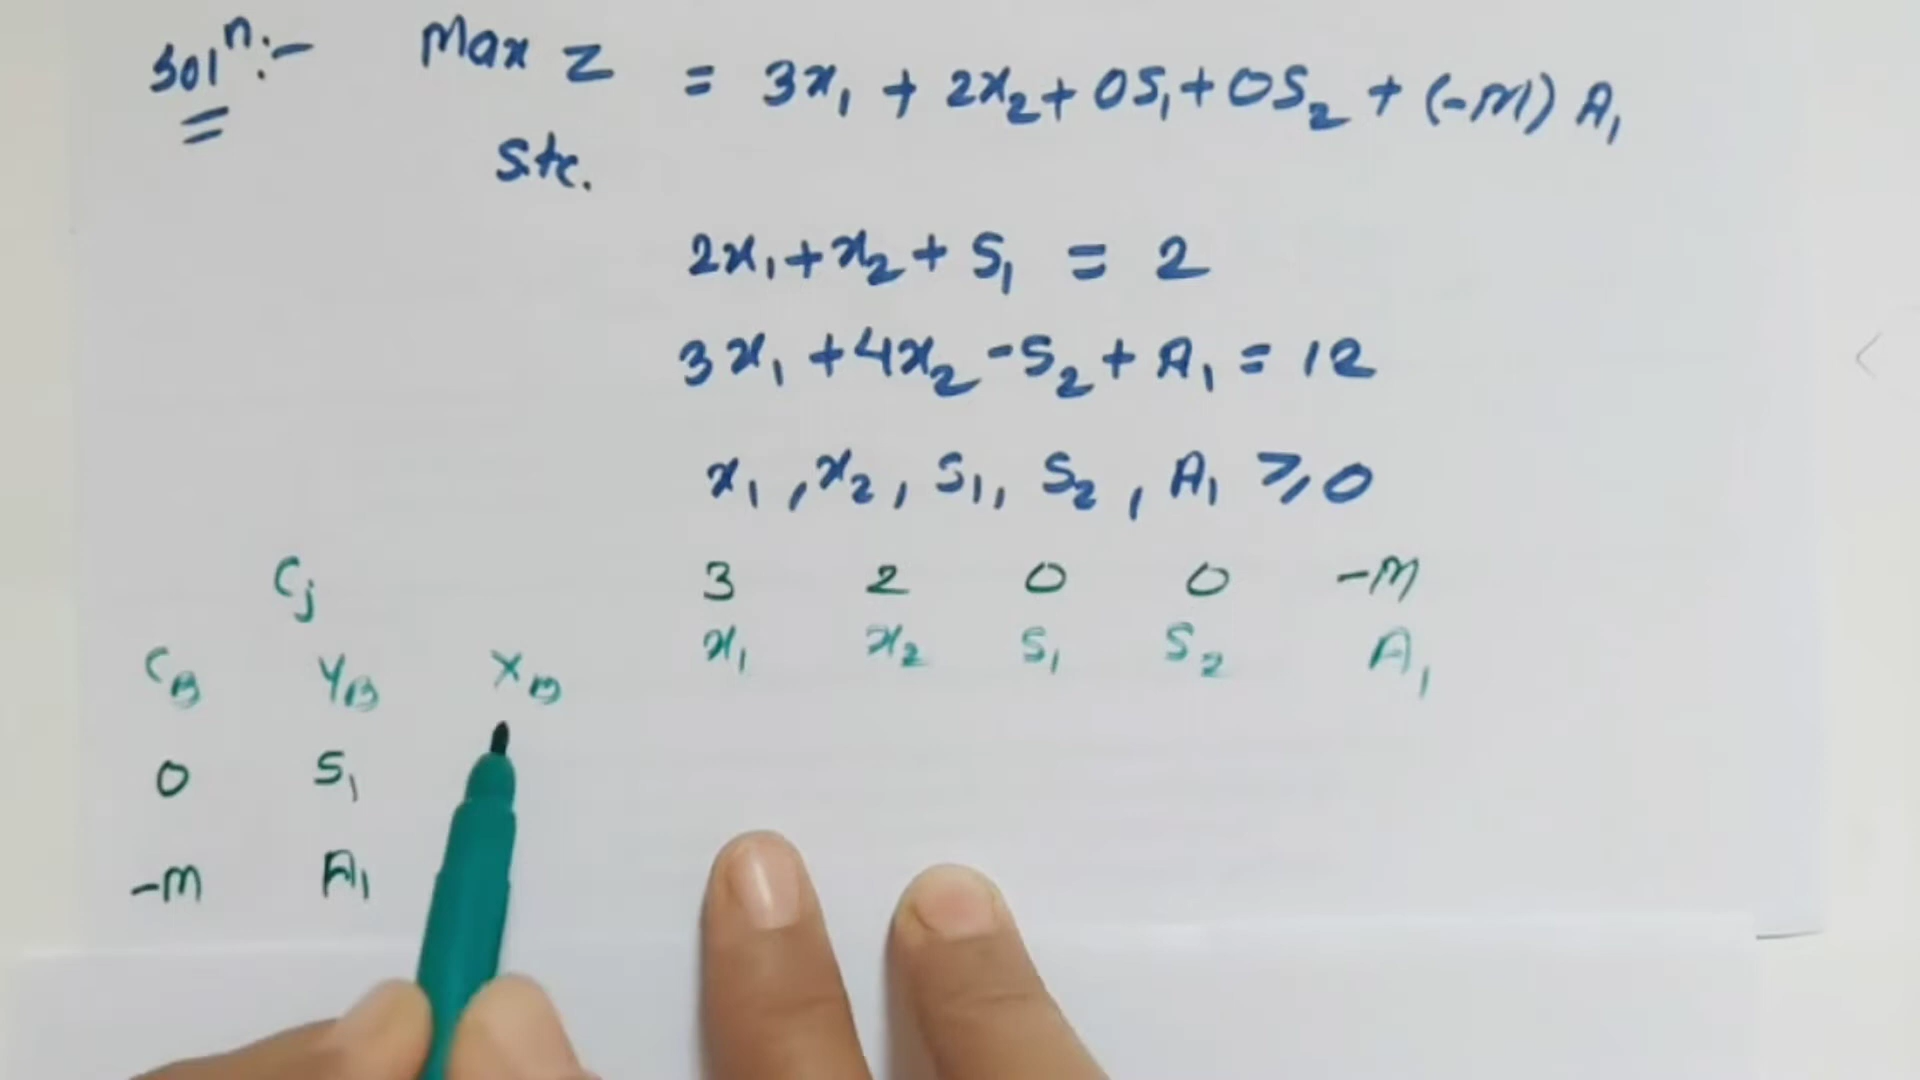 Solⁿ:- Max Z = 3x₁ + 2x₂ + 0S₁ + 0S₂ + (-M) A₁
S.t.
2x₁ + x₂ + S₁ = 2
3x₁ + 4x₂ - S₂ + A₁ = 12
x₁, x₂, S₁, S₂, A₁ ≥ 0
Cj 3 2 0 0 -M
CB YB XB x₁ x₂ S₁ S₂ A₁
0 S₁
-M A₁